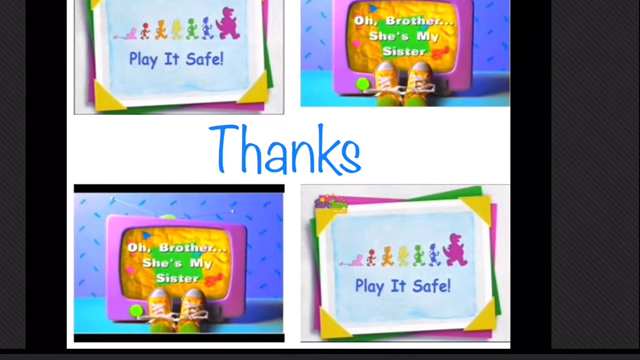 Play It Safe!
Oh, Brother...
She's My
Sister
Thanks
Oh, Brother...
She's My
Sister
Play It Safe!